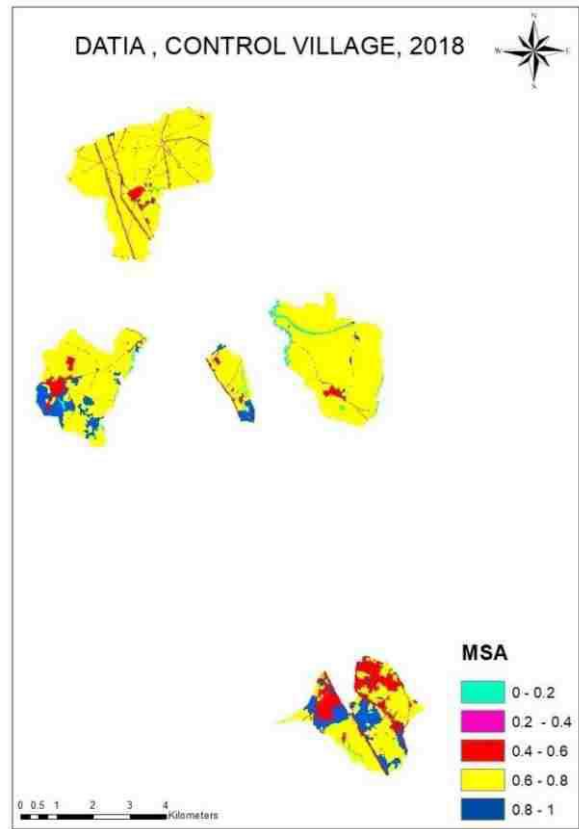 DATIA , CONTROL VILLAGE, 2018
N
W E
S
MSA
0 - 0.2
0.2 - 0.4
0.4 - 0.6
0.6 - 0.8
0.8 - 1
0 0.5 1 2 3 4
Kilometers